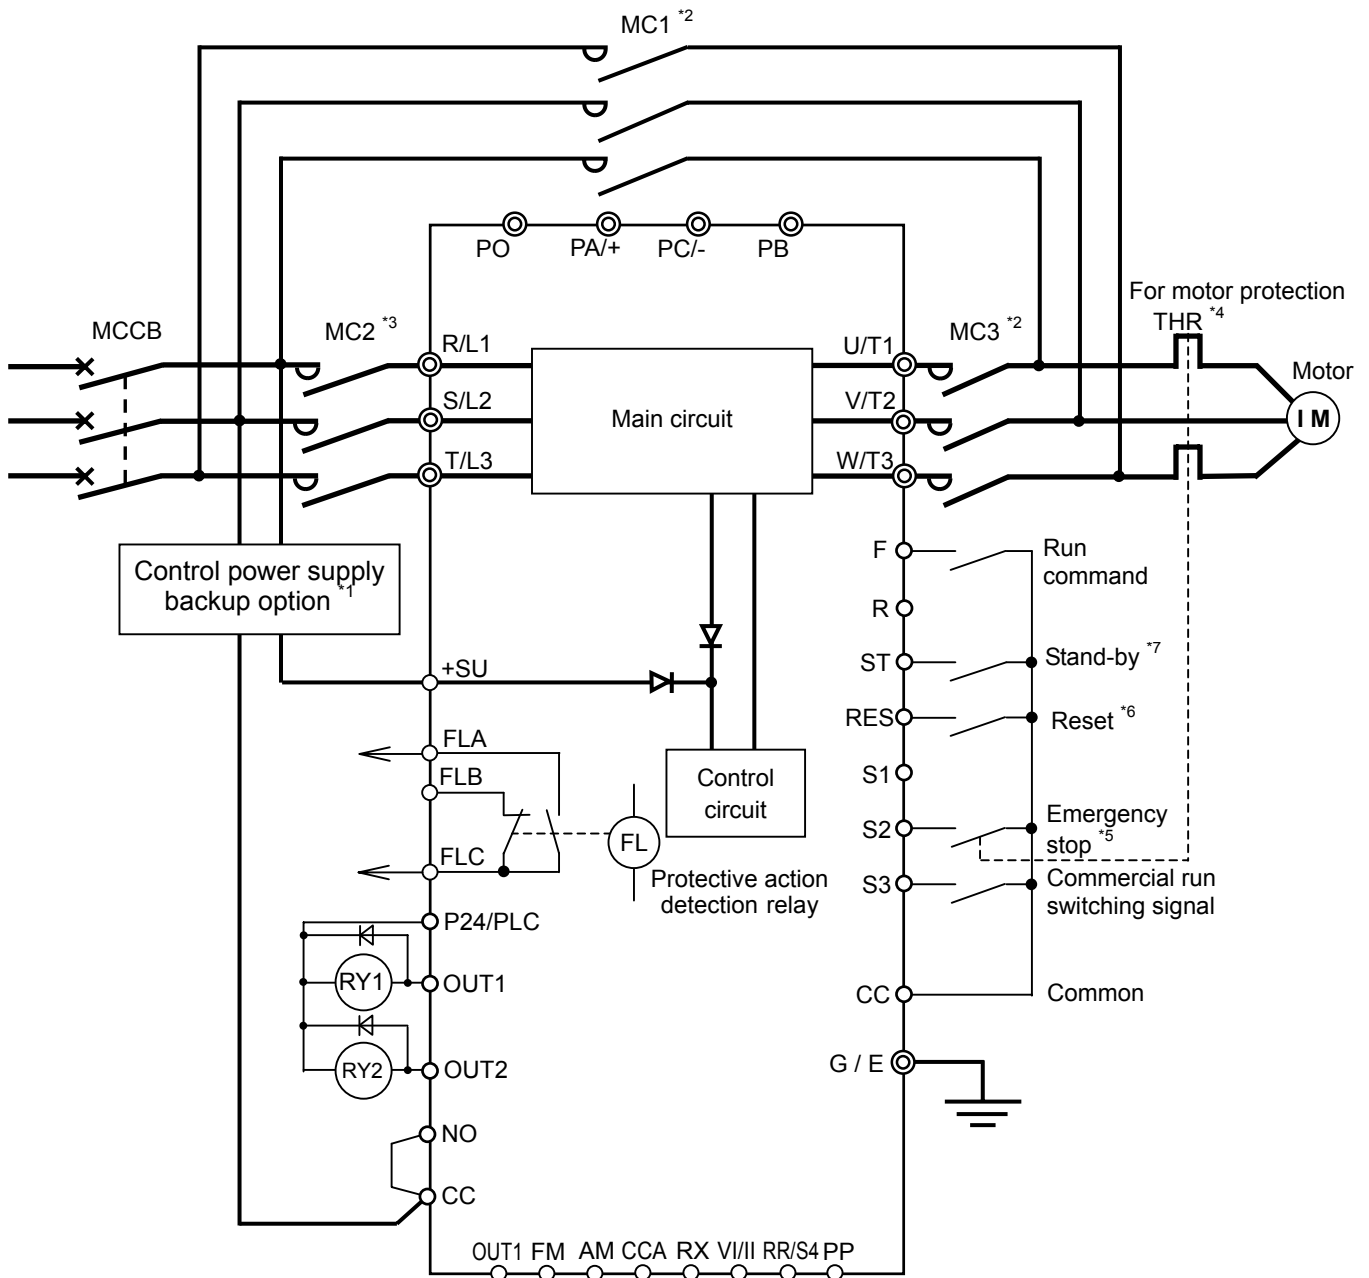 MC1 *2
PO
PA/+
PC/-
PB
For motor protection
THR *4
MCCB
MC2 *3
R/L1
U/T1
MC3 *2
Motor
S/L2
Main circuit
V/T2
I M
T/L3
W/T3
Control power supply
backup option *1
F
Run
command
R
+SU
ST
Stand-by *7
RES
Reset *6
FLA
FLB
Control
circuit
S1
FL
S2
Emergency
stop *5
FLC
Protective action
detection relay
S3
Commercial run
switching signal
P24/PLC
RY1
OUT1
CC
Common
RY2
OUT2
G / E
NO
CC
OUT1 FM AM CCA RX VI/II RR/S4 PP